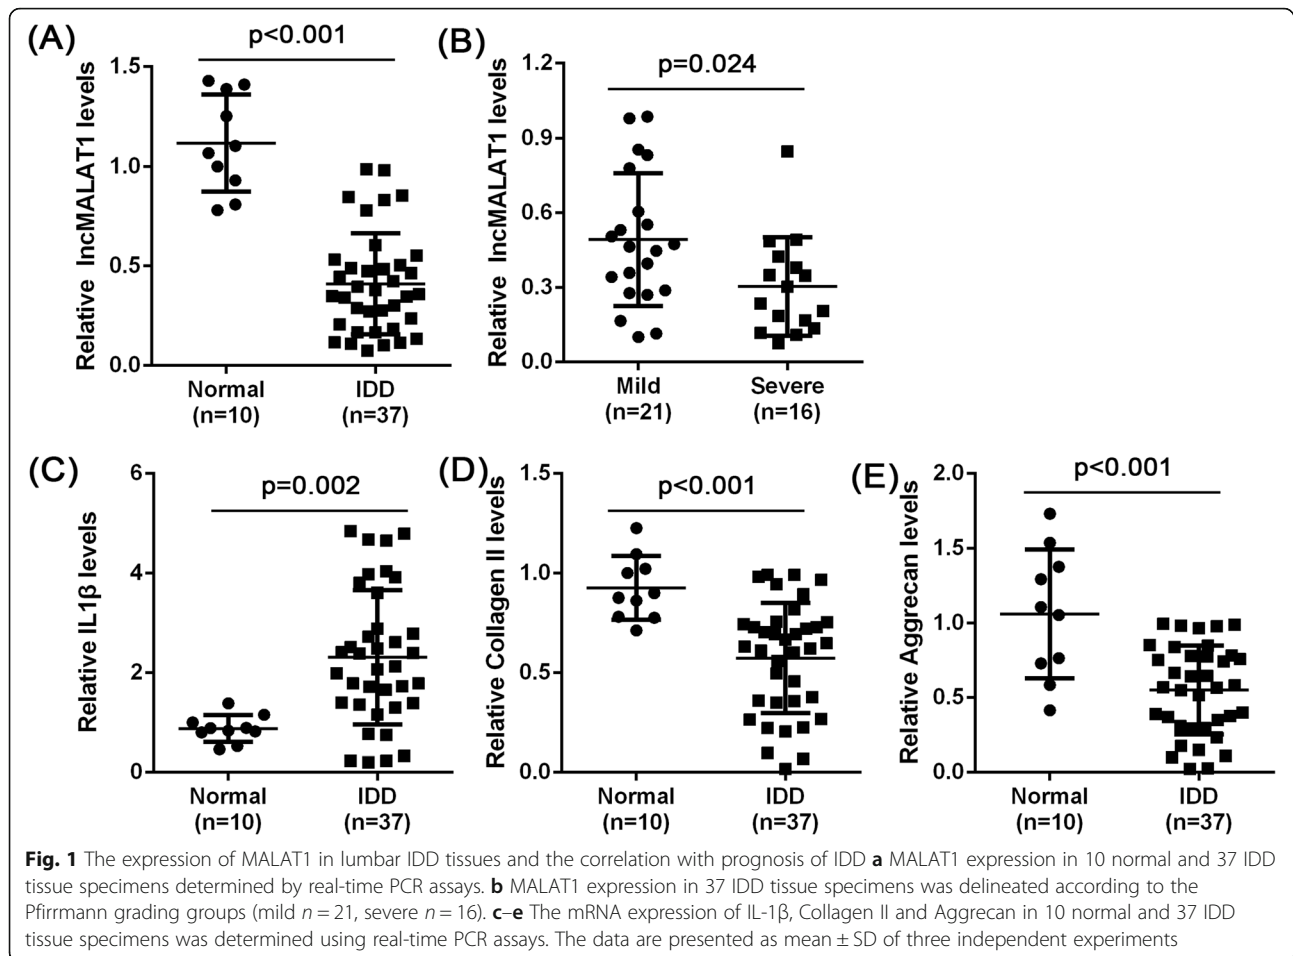 (A)
p<0.001
Relative lncMALAT1 levels
1.5
1.0
0.5
0.0
Normal
(n=10)
IDD
(n=37)
(B)
p=0.024
Relative lncMALAT1 levels
1.2
0.9
0.6
0.3
0.0
Mild
(n=21)
Severe
(n=16)
(C)
p=0.002
Relative IL1β levels
6
4
2
0
Normal
(n=10)
IDD
(n=37)
(D)
p<0.001
Relative Collagen II levels
1.5
1.0
0.5
0.0
Normal
(n=10)
IDD
(n=37)
(E)
p<0.001
Relative Aggrecan levels
2.0
1.5
1.0
0.5
0.0
Normal
(n=10)
IDD
(n=37)
Fig. 1 The expression of MALAT1 in lumbar IDD tissues and the correlation with prognosis of IDD a MALAT1 expression in 10 normal and 37 IDD
tissue specimens determined by real-time PCR assays. b MALAT1 expression in 37 IDD tissue specimens was delineated according to the
Pfirrmann grading groups (mild n = 21, severe n = 16). c–e The mRNA expression of IL-1β, Collagen II and Aggrecan in 10 normal and 37 IDD
tissue specimens was determined using real-time PCR assays. The data are presented as mean ± SD of three independent experiments